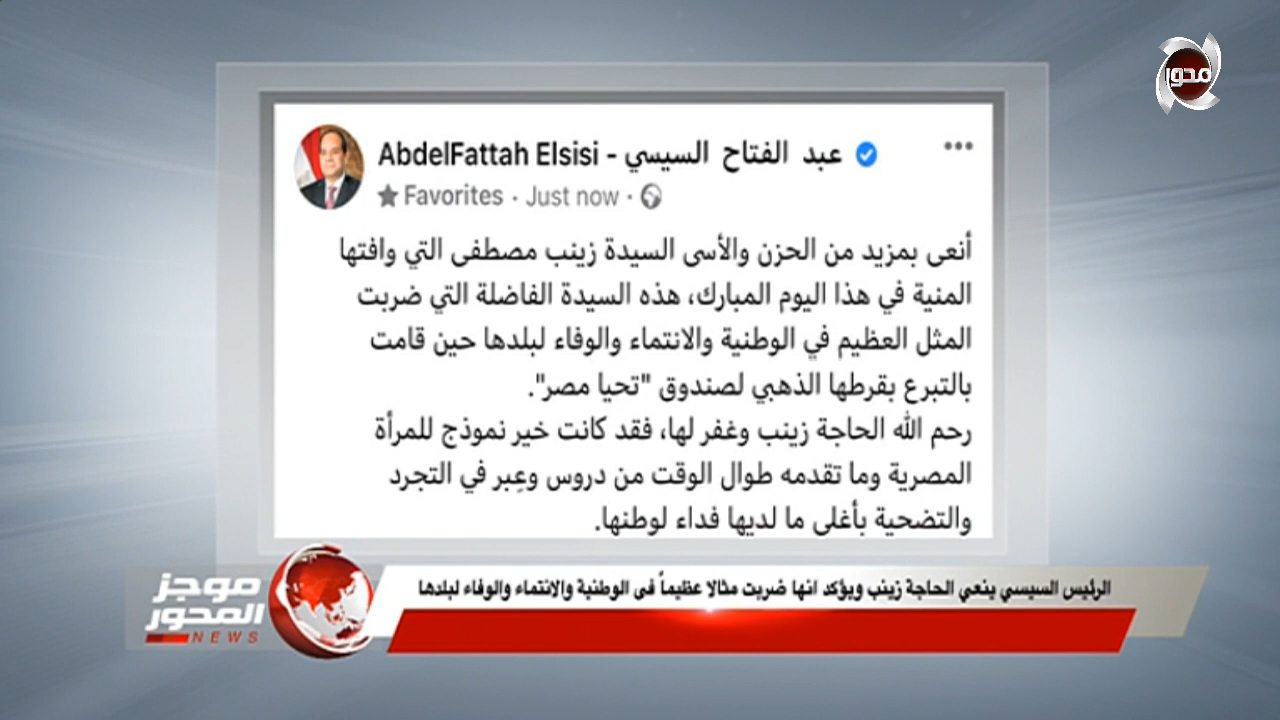 محور
AbdelFattah Elsisi - عبد الفتاح السيسي
Favorites · Just now ·
أنعى بمزيد من الحزن والأسى السيدة زينب مصطفى التي وافتها
المنية في هذا اليوم المبارك، هذه السيدة الفاضلة التي ضربت
المثل العظيم في الوطنية والانتماء والوفاء لبلدها حين قامت
بالتبرع بقرطها الذهبي لصندوق "تحيا مصر".
رحم الله الحاجة زينب وغفر لها، فقد كانت خير نموذج للمرأة
المصرية وما تقدمه طوال الوقت من دروس وعِبر في التجرد
والتضحية بأغلى ما لديها فداء لوطنها.
الرئيس السيسي ينعي الحاجة زينب ويؤكد انها ضربت مثالا عظيماً فى الوطنية والانتماء والوفاء لبلدها
موجز
المحور
NEWS